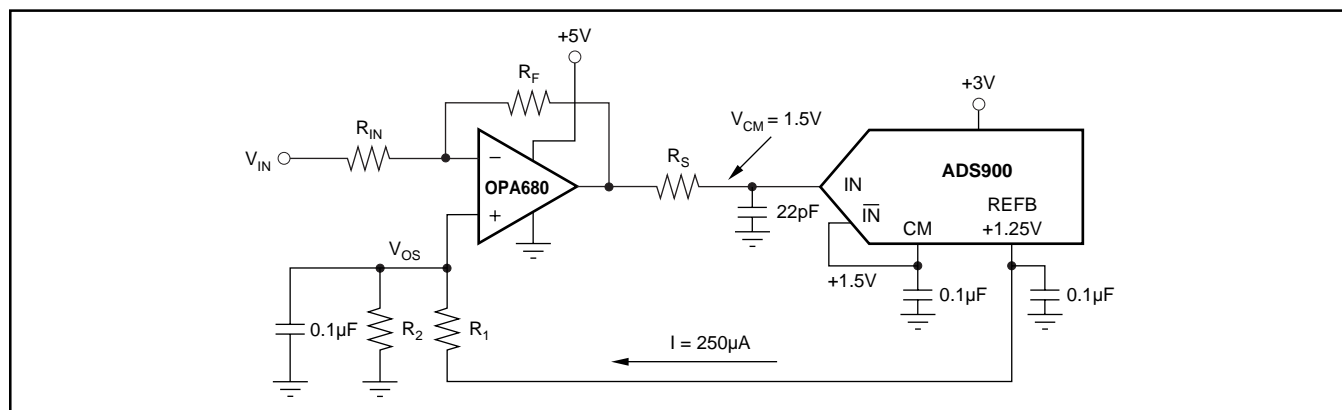 +5V
R_F
+3V
R_IN
V_CM = 1.5V
V_IN
−
R_S
ADS900
OPA680
IN
+
22pF
I̅N̅
REFB
CM
+1.25V
V_OS
+1.5V
0.1µF
0.1µF
0.1µF
R_2
R_1
I = 250µA